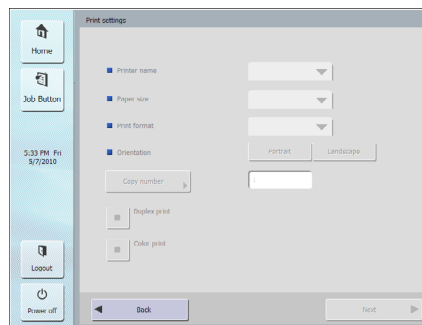 Print settings
Home
Job Button
5:33 PM Fri
5/7/2010
Logout
Power off
Printer name
Paper size
Print format
Orientation
Portrait
Landscape
Copy number
1
Duplex print
Color print
Back
Next